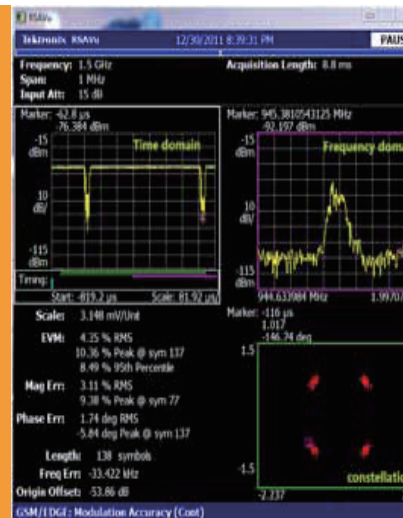 RSAVu
Tektronix RSAVu 12/30/2011 8:39:31 PM PAUS
Frequency: 1.5 GHz Acquisition Length: 8.8 ms
Span: 1 MHz
Input Att: 15 dB
Marker: -62.8 µs Marker: 945.3810543125 MHz
-76.384 dBm -92.197 dBm
-15 dBm Time domain -15 dBm Frequency doma
10 dB/ 10 dB/
-115 dBm -115 dBm
Timing:
Start: -819.2 µs Scale: 81.92 µs/ 944.633984 MHz 1.99707
Scale: 3.148 mV/Unt Marker: -116 µs
1.017
EVM: 4.25 % RMS -146.74 deg
10.36 % Peak @ sym 137 1.5
8.49 % 95th Percentile
Mag Err: 3.11 % RMS
9.38 % Peak @ sym 77
Phase Err: 1.74 deg RMS
-5.84 deg Peak @ sym 137
Length: 138 symbols
Freq Err: -33.422 kHz -1.5
Origin Offset: -53.86 dB constellatio
-2.237
GSM/EDGE: Modulation Accuracy (Cont)